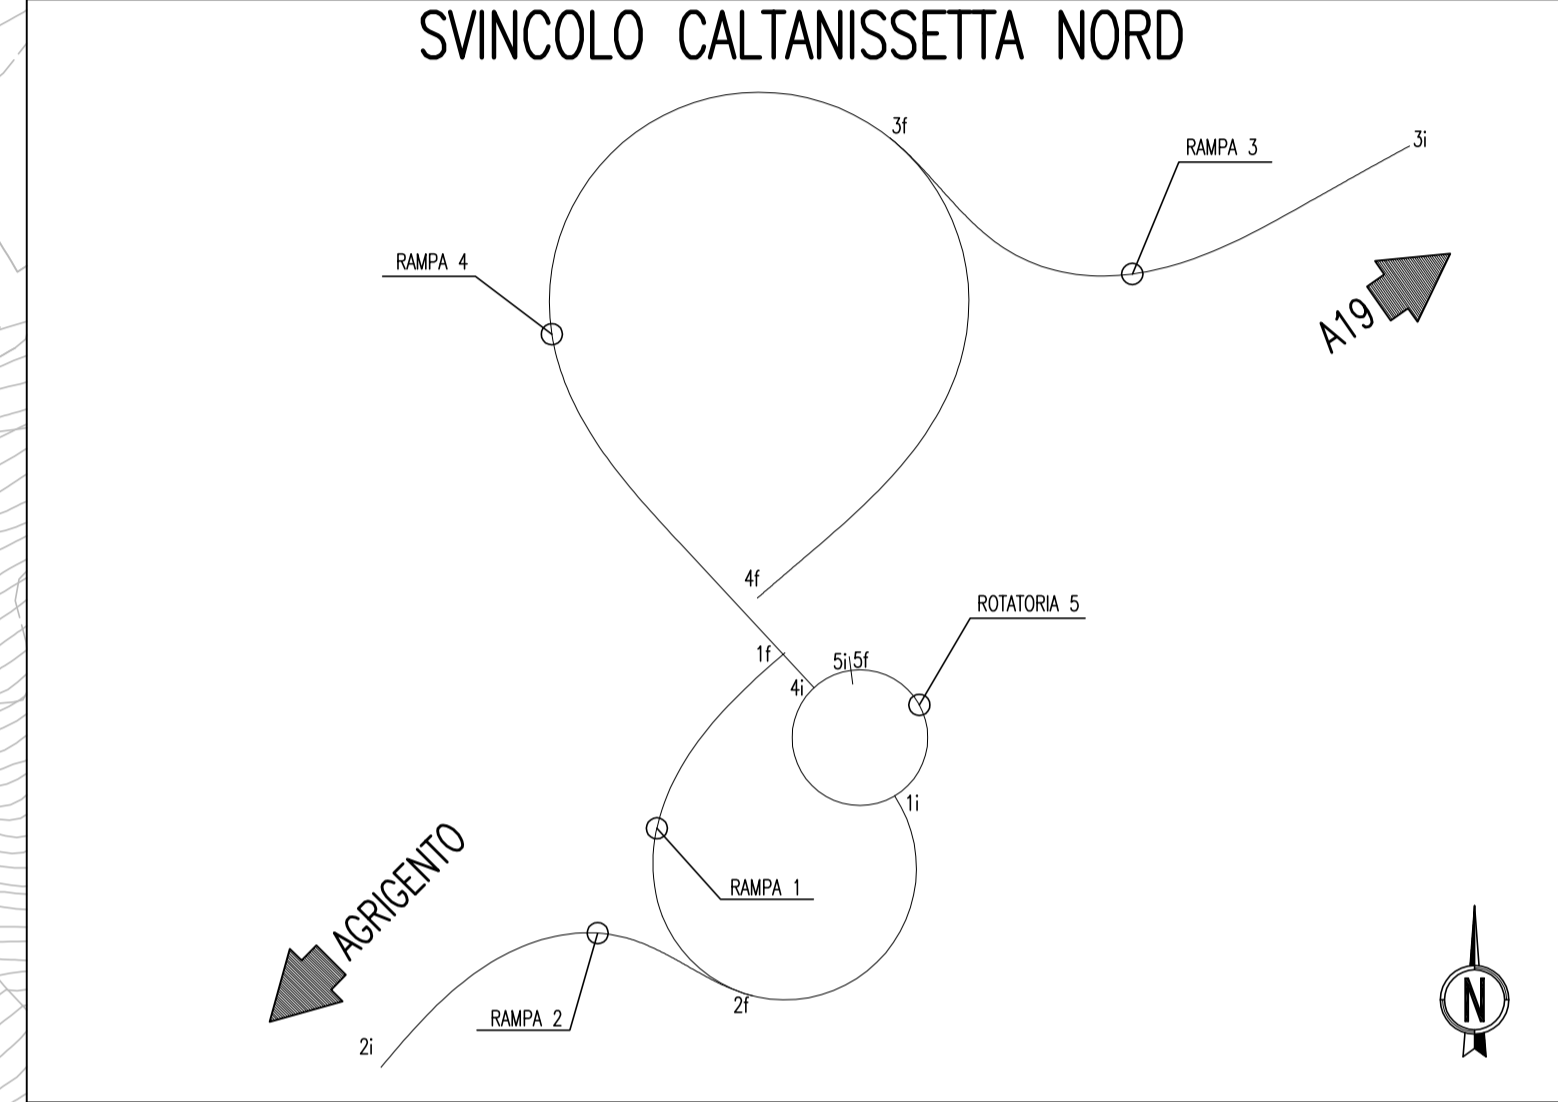 SVINCOLO CALTANISSETTA NORD
3f
3i
RAMPA 3
RAMPA 4
A19
4f
ROTATORIA 5
1f
5i 5f
4i
1i
AGRIGENTO
RAMPA 1
2f
RAMPA 2
2i
N